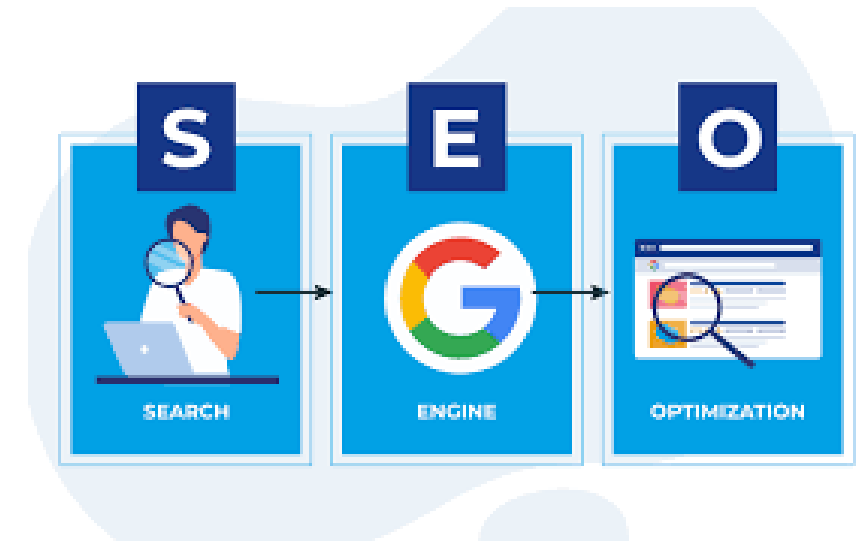 S
E
O
SEARCH
ENGINE
OPTIMIZATION